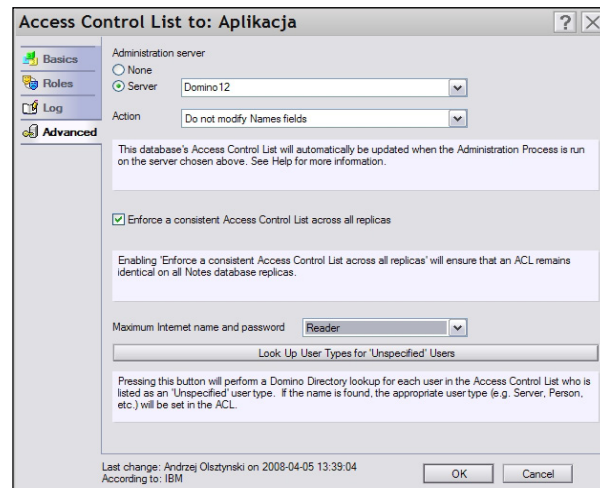 Access Control List to: Aplikacja
Basics
Roles
Log
Advanced
Administration server
None
Server
Domino12
Action
Do not modify Names fields
This database's Access Control List will automatically be updated when the Administration Process is run
on the server chosen above. See Help for more information.
Enforce a consistent Access Control List across all replicas
Enabling 'Enforce a consistent Access Control List across all replicas' will ensure that an ACL remains
identical on all Notes database replicas.
Maximum Internet name and password
Reader
Look Up User Types for 'Unspecified' Users
Pressing this button will perform a Domino Directory lookup for each user in the Access Control List who is
listed as an 'Unspecified' user type. If the name is found, the appropriate user type (e.g. Server, Person,
etc.) will be set in the ACL.
Last change: Andrzej Olsztynski on 2008-04-05 13:39:04
According to: IBM
OK
Cancel